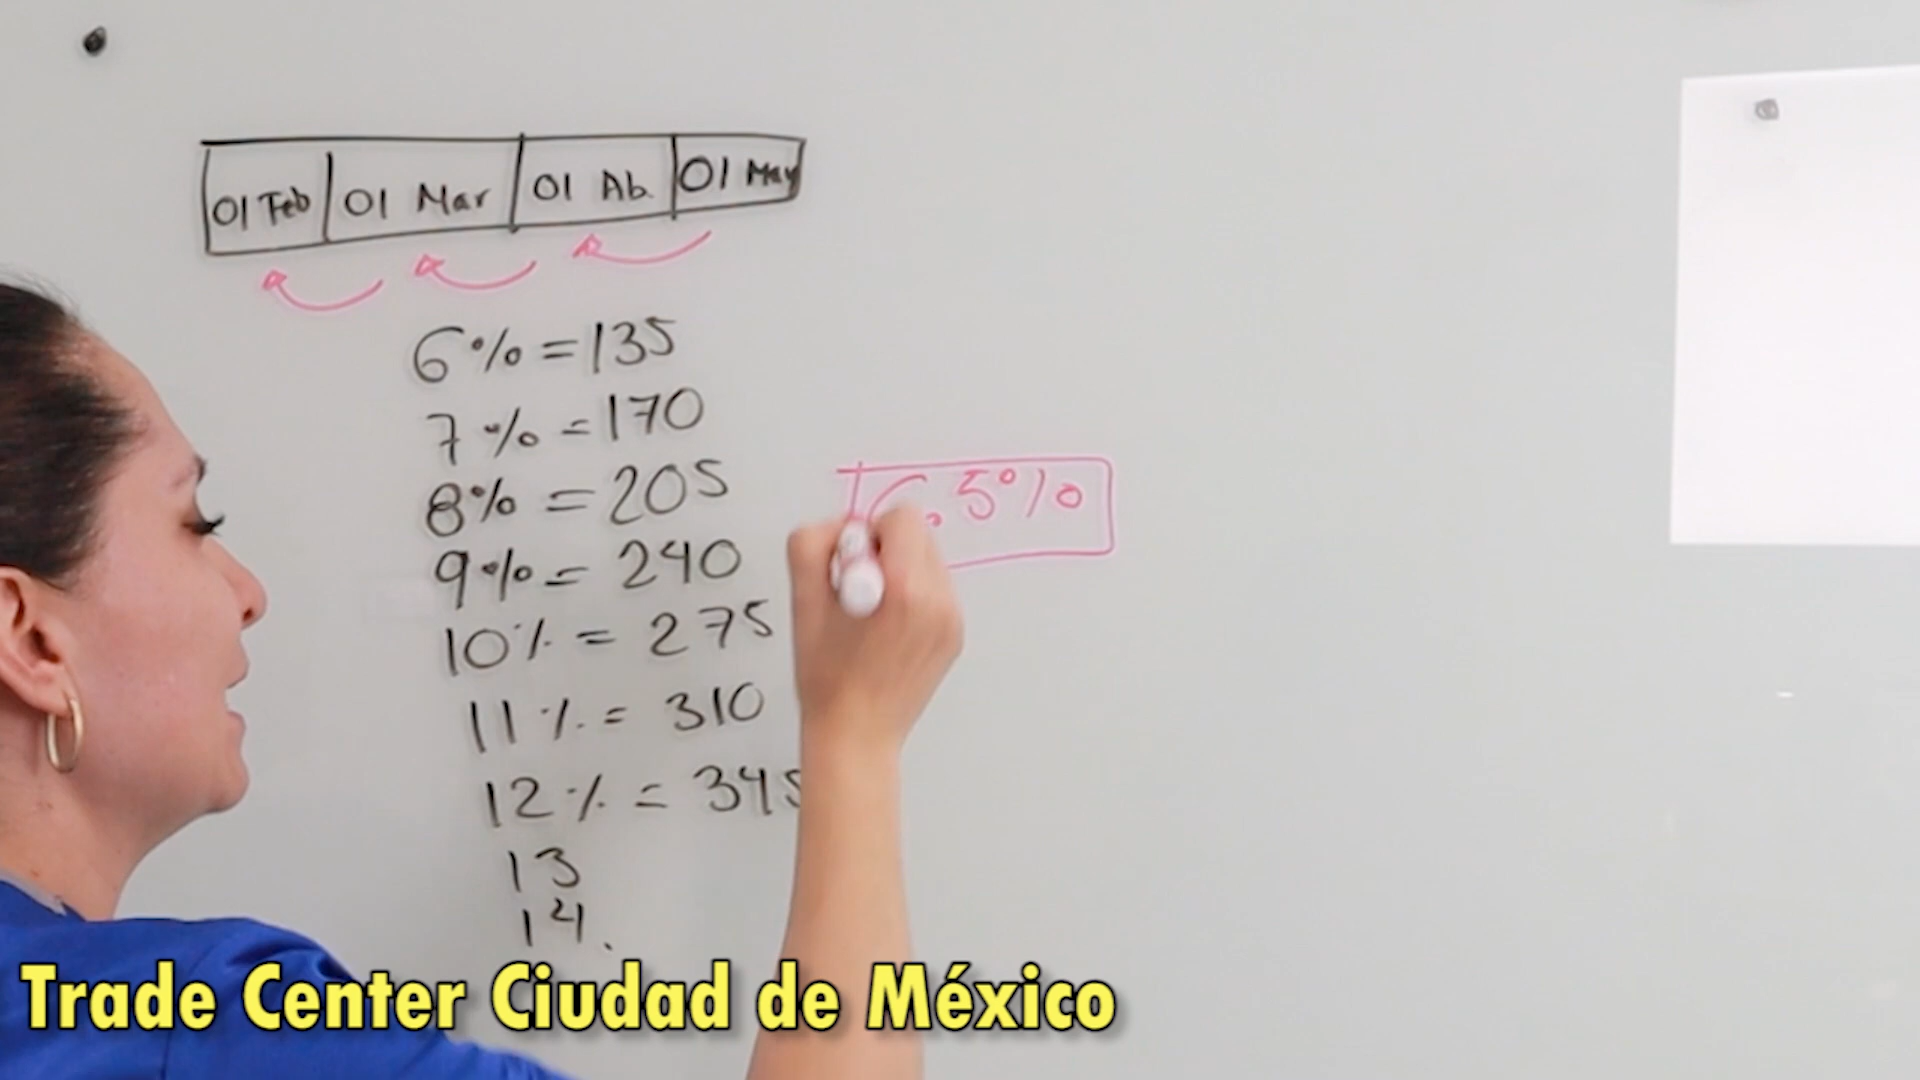 01 Feb 01 Mar 01 Ab. 01 May
6% = 135
7% = 170
8% = 205
6.5%
9% = 240
10% = 275
11% = 310
12% = 345
13
14.
Trade Center Ciudad de México